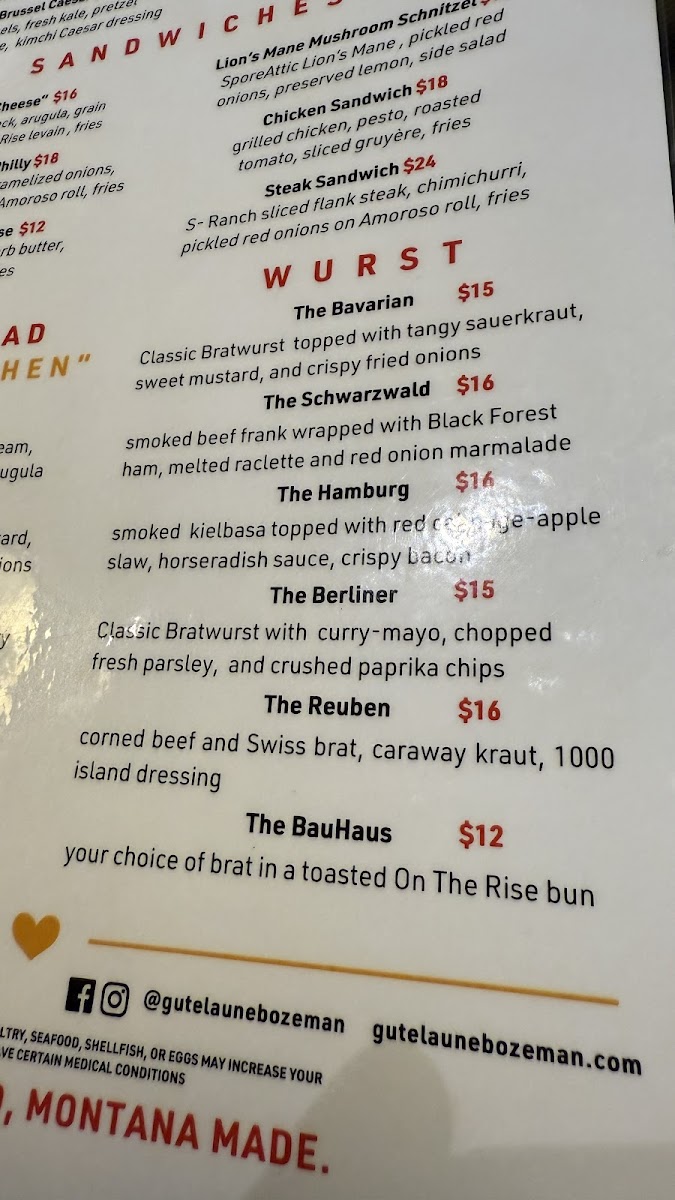 Brussel Caes
els, fresh kale, pretzel
e, kimchi Caesar dressing
SANDWICHES
Cheese" $16
ck, arugula, grain
Rise levain, fries
hilly $18
ramelized onions,
Amoroso roll, fries
se $12
rb butter,
es
Lion's Mane Mushroom Schnitzel
SporeAttic Lion's Mane, pickled red
onions, preserved lemon, side salad
Chicken Sandwich $18
grilled chicken, pesto, roasted
tomato, sliced gruyère, fries
Steak Sandwich $24
S- Ranch sliced flank steak, chimichurri,
pickled red onions on Amoroso roll, fries
AD
HEN"
eam,
ugula
ard,
ions
y
WURST
The Bavarian $15
Classic Bratwurst topped with tangy sauerkraut,
sweet mustard, and crispy fried onions
The Schwarzwald $16
smoked beef frank wrapped with Black Forest
ham, melted raclette and red onion marmalade
The Hamburg $16
smoked kielbasa topped with red cabbage-apple
slaw, horseradish sauce, crispy bacon
The Berliner $15
Classic Bratwurst with curry-mayo, chopped
fresh parsley, and crushed paprika chips
The Reuben $16
corned beef and Swiss brat, caraway kraut, 1000
island dressing
The BauHaus $12
your choice of brat in a toasted On The Rise bun
@gutelaunebozeman gutelaunebozeman.com
LTRY, SEAFOOD, SHELLFISH, OR EGGS MAY INCREASE YOUR
VE CERTAIN MEDICAL CONDITIONS
, MONTANA MADE.